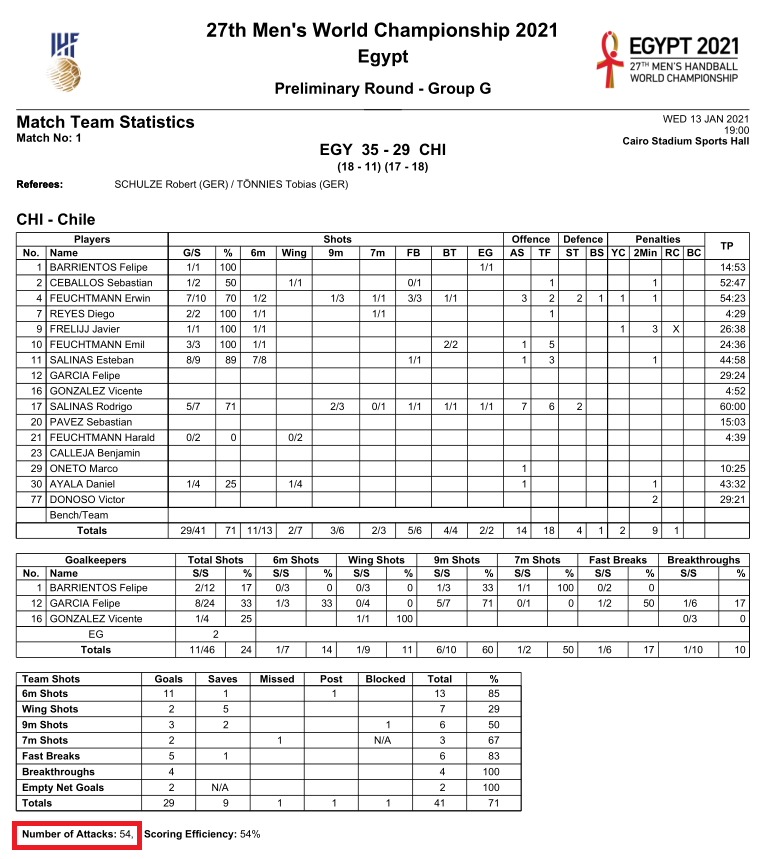 27th Men's World Championship 2021
Egypt
Preliminary Round - Group G
IHF
EGYPT 2021
27TH MEN'S HANDBALL
WORLD CHAMPIONSHIP
Match Team Statistics
Match No: 1
WED 13 JAN 2021
19:00
Cairo Stadium Sports Hall
EGY 35 - 29 CHI
(18 - 11) (17 - 18)
Referees: SCHULZE Robert (GER) / TÖNNIES Tobias (GER)
CHI - Chile
Players Shots Offence Defence Penalties TP
No. Name G/S % 6m Wing 9m 7m FB BT EG AS TF ST BS YC 2Min RC BC
1 BARRIENTOS Felipe 1/1 100 1/1 14:53
2 CEBALLOS Sebastian 1/2 50 1/1 0/1 1 1 52:47
4 FEUCHTMANN Erwin 7/10 70 1/2 1/3 1/1 3/3 1/1 3 2 2 1 1 1 54:23
7 REYES Diego 2/2 100 1/1 1/1 1 4:29
9 FRELIJJ Javier 1/1 100 1/1 1 3 X 26:38
10 FEUCHTMANN Emil 3/3 100 1/1 2/2 1 5 24:36
11 SALINAS Esteban 8/9 89 7/8 1/1 1 3 1 44:58
12 GARCIA Felipe 29:24
16 GONZALEZ Vicente 4:52
17 SALINAS Rodrigo 5/7 71 2/3 0/1 1/1 1/1 1/1 7 6 2 60:00
20 PAVEZ Sebastian 15:03
21 FEUCHTMANN Harald 0/2 0 0/2 4:39
23 CALLEJA Benjamin
29 ONETO Marco 1 10:25
30 AYALA Daniel 1/4 25 1/4 1 1 43:32
77 DONOSO Victor 2 29:21
Bench/Team
Totals 29/41 71 11/13 2/7 3/6 2/3 5/6 4/4 2/2 14 18 4 1 2 9 1
Goalkeepers Total Shots 6m Shots Wing Shots 9m Shots 7m Shots Fast Breaks Breakthroughs
No. Name S/S % S/S % S/S % S/S % S/S % S/S % S/S %
1 BARRIENTOS Felipe 2/12 17 0/3 0 0/3 0 1/3 33 1/1 100 0/2 0
12 GARCIA Felipe 8/24 33 1/3 33 0/4 0 5/7 71 0/1 0 1/2 50 1/6 17
16 GONZALEZ Vicente 1/4 25 1/1 100 0/3 0
EG 2
Totals 11/46 24 1/7 14 1/9 11 6/10 60 1/2 50 1/6 17 1/10 10
Team Shots Goals Saves Missed Post Blocked Total %
6m Shots 11 1 1 13 85
Wing Shots 2 5 7 29
9m Shots 3 2 1 6 50
7m Shots 2 1 N/A 3 67
Fast Breaks 5 1 6 83
Breakthroughs 4 4 100
Empty Net Goals 2 N/A 2 100
Totals 29 9 1 1 1 41 71
Number of Attacks: 54, Scoring Efficiency: 54%